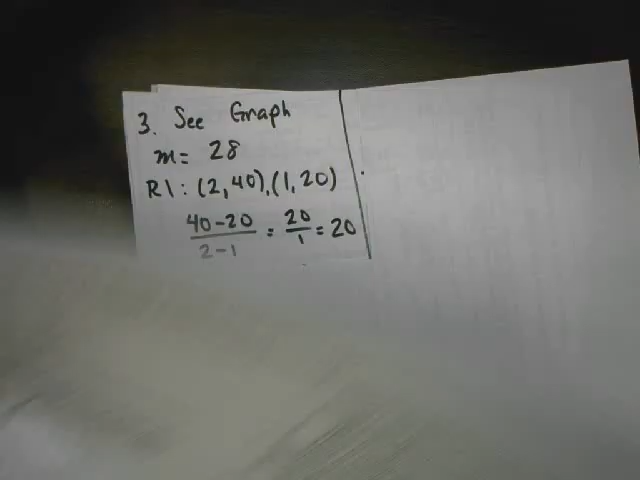 3. See Graph
m = 28
R1: (2,40),(1,20)
40-20/2-1 = 20/1 = 20